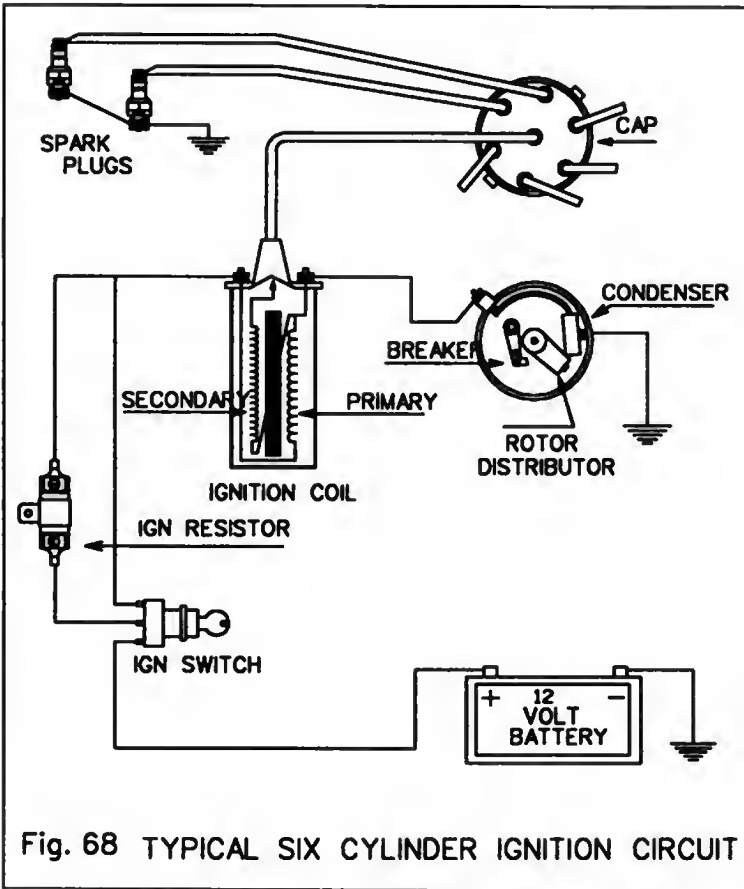 SPARK
PLUGS
CAP
CONDENSER
BREAKER
SECONDARY
PRIMARY
ROTOR
DISTRIBUTOR
IGNITION COIL
IGN RESISTOR
IGN SWITCH
+ 12 −
VOLT
BATTERY
Fig. 68 TYPICAL SIX CYLINDER IGNITION CIRCUIT